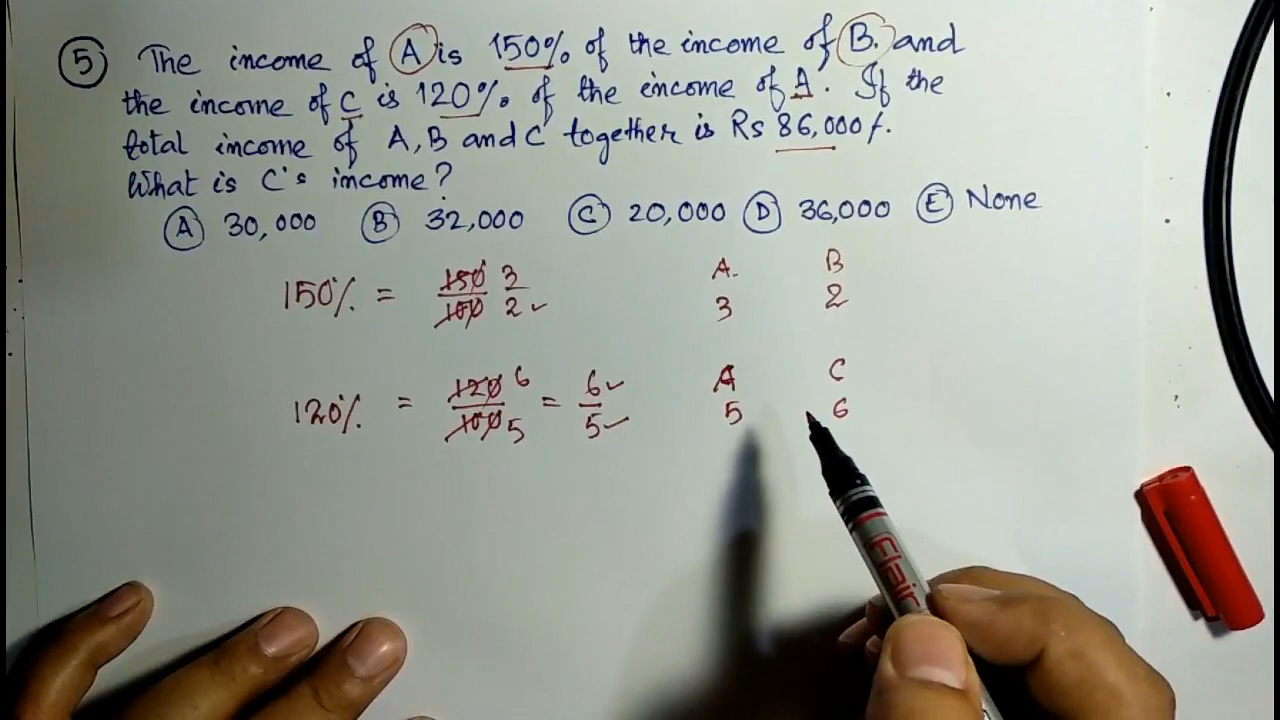 5 The income of A is 150% of the income of B. and
the income of C is 120% of the encome of A. If the
total income of A, B and C together is Rs 86,000/.
What is C's income?
A 30,000 B 32,000 C 20,000 D 36,000 E None
150% = 150/100 3/2 A. B
3 2
120% = 120/100 6/5 = 6/5 A C
5 6
Flair